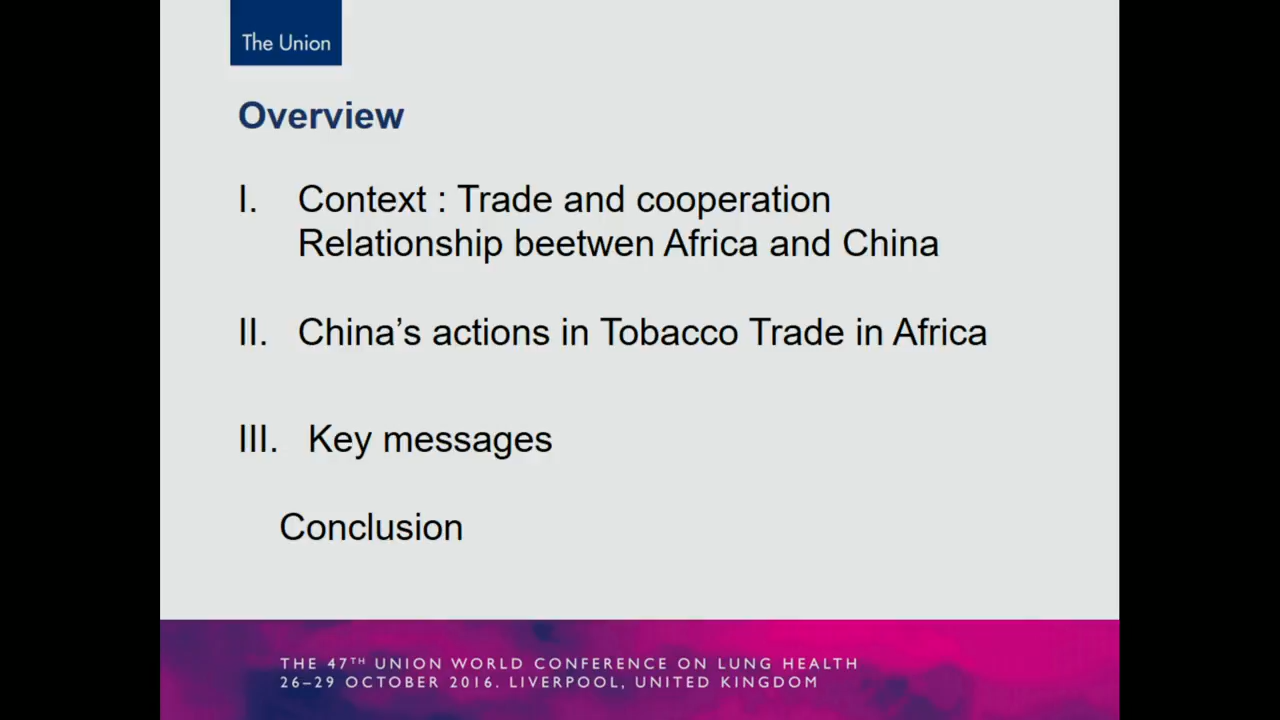 The Union
Overview
I. Context : Trade and cooperation
Relationship beetwen Africa and China
II. China’s actions in Tobacco Trade in Africa
III. Key messages
Conclusion
THE 47TH UNION WORLD CONFERENCE ON LUNG HEALTH
26–29 OCTOBER 2016. LIVERPOOL, UNITED KINGDOM